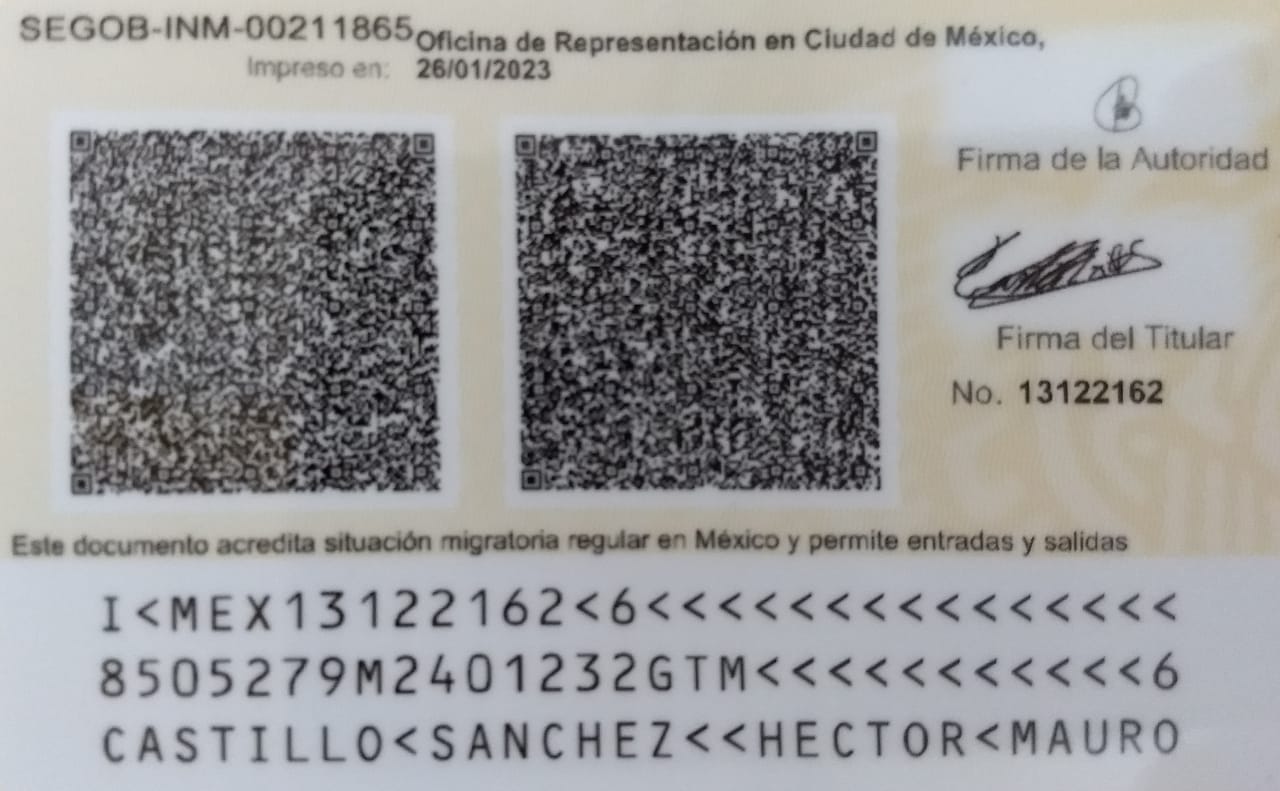 SEGOB-INM-00211865 Oficina de Representación en Ciudad de México,
Impreso en: 26/01/2023
Firma de la Autoridad
Firma del Titular
No. 13122162
Este documento acredita situación migratoria regular en México y permite entradas y salidas
I<MEX13122162<6<<<<<<<<<<<<<<<
8505279M2401232GTM<<<<<<<<<<<6
CASTILLO<SANCHEZ<<HECTOR<MAURO